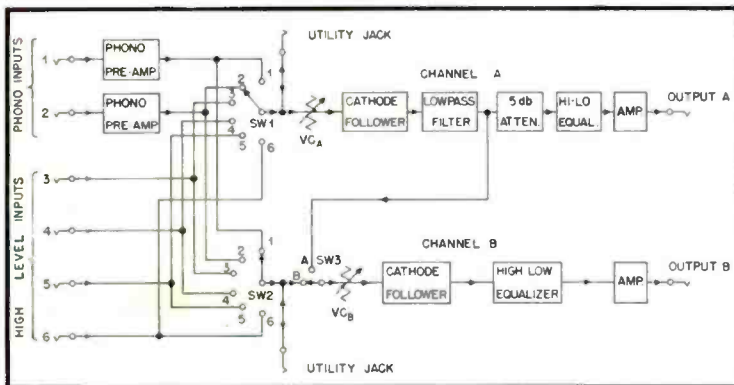 UTILITY JACK
PHONO INPUTS
1
PHONO
PRE-AMP
2
PHONO
PRE AMP
1
2
3
4
5
6
SW1
VCA
CHANNEL A
CATHODE
FOLLOWER
LOWPASS
FILTER
5 db
ATTEN.
HI-LO
EQUAL.
AMP
OUTPUT A
HIGH LEVEL INPUTS
3
4
5
6
1
2
3
4
5
6
SW2
A
B
SW3
VCB
CHANNEL B
CATHODE
FOLLOWER
HIGH LOW
EQUALIZER
AMP
OUTPUT B
UTILITY JACK